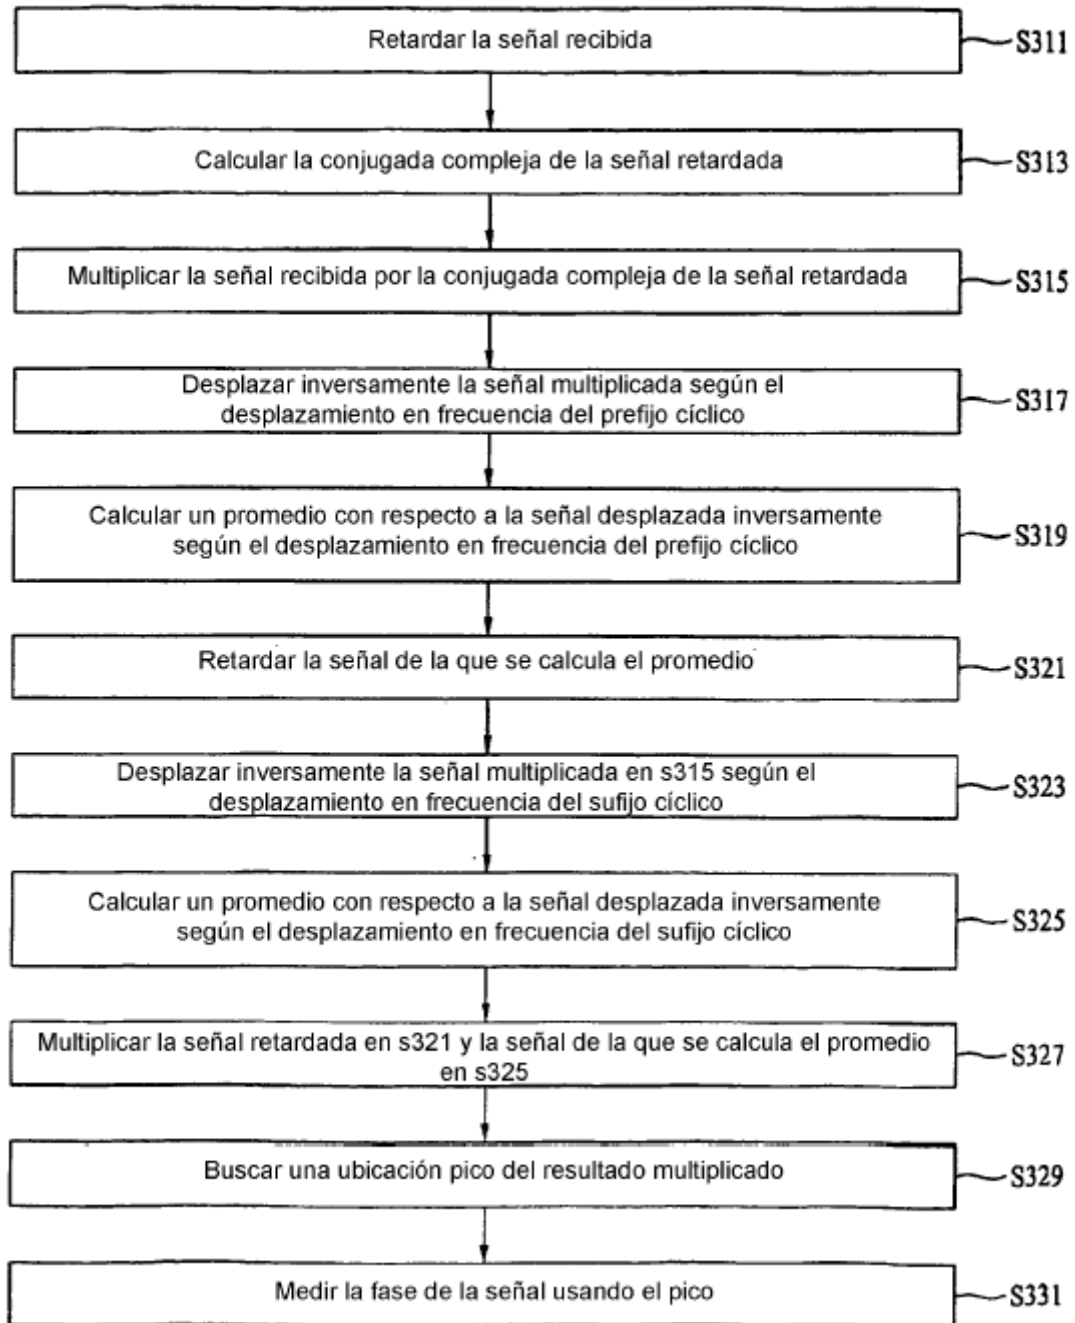 Retardar la señal recibida
S311
Calcular la conjugada compleja de la señal retardada
S313
Multiplicar la señal recibida por la conjugada compleja de la señal retardada
S315
Desplazar inversamente la señal multiplicada según el
desplazamiento en frecuencia del prefijo cíclico
S317
Calcular un promedio con respecto a la señal desplazada inversamente
según el desplazamiento en frecuencia del prefijo cíclico
S319
Retardar la señal de la que se calcula el promedio
S321
Desplazar inversamente la señal multiplicada en s315 según el
desplazamiento en frecuencia del sufijo cíclico
S323
Calcular un promedio con respecto a la señal desplazada inversamente
según el desplazamiento en frecuencia del sufijo cíclico
S325
Multiplicar la señal retardada en s321 y la señal de la que se calcula el promedio
en s325
S327
Buscar una ubicación pico del resultado multiplicado
S329
Medir la fase de la señal usando el pico
S331